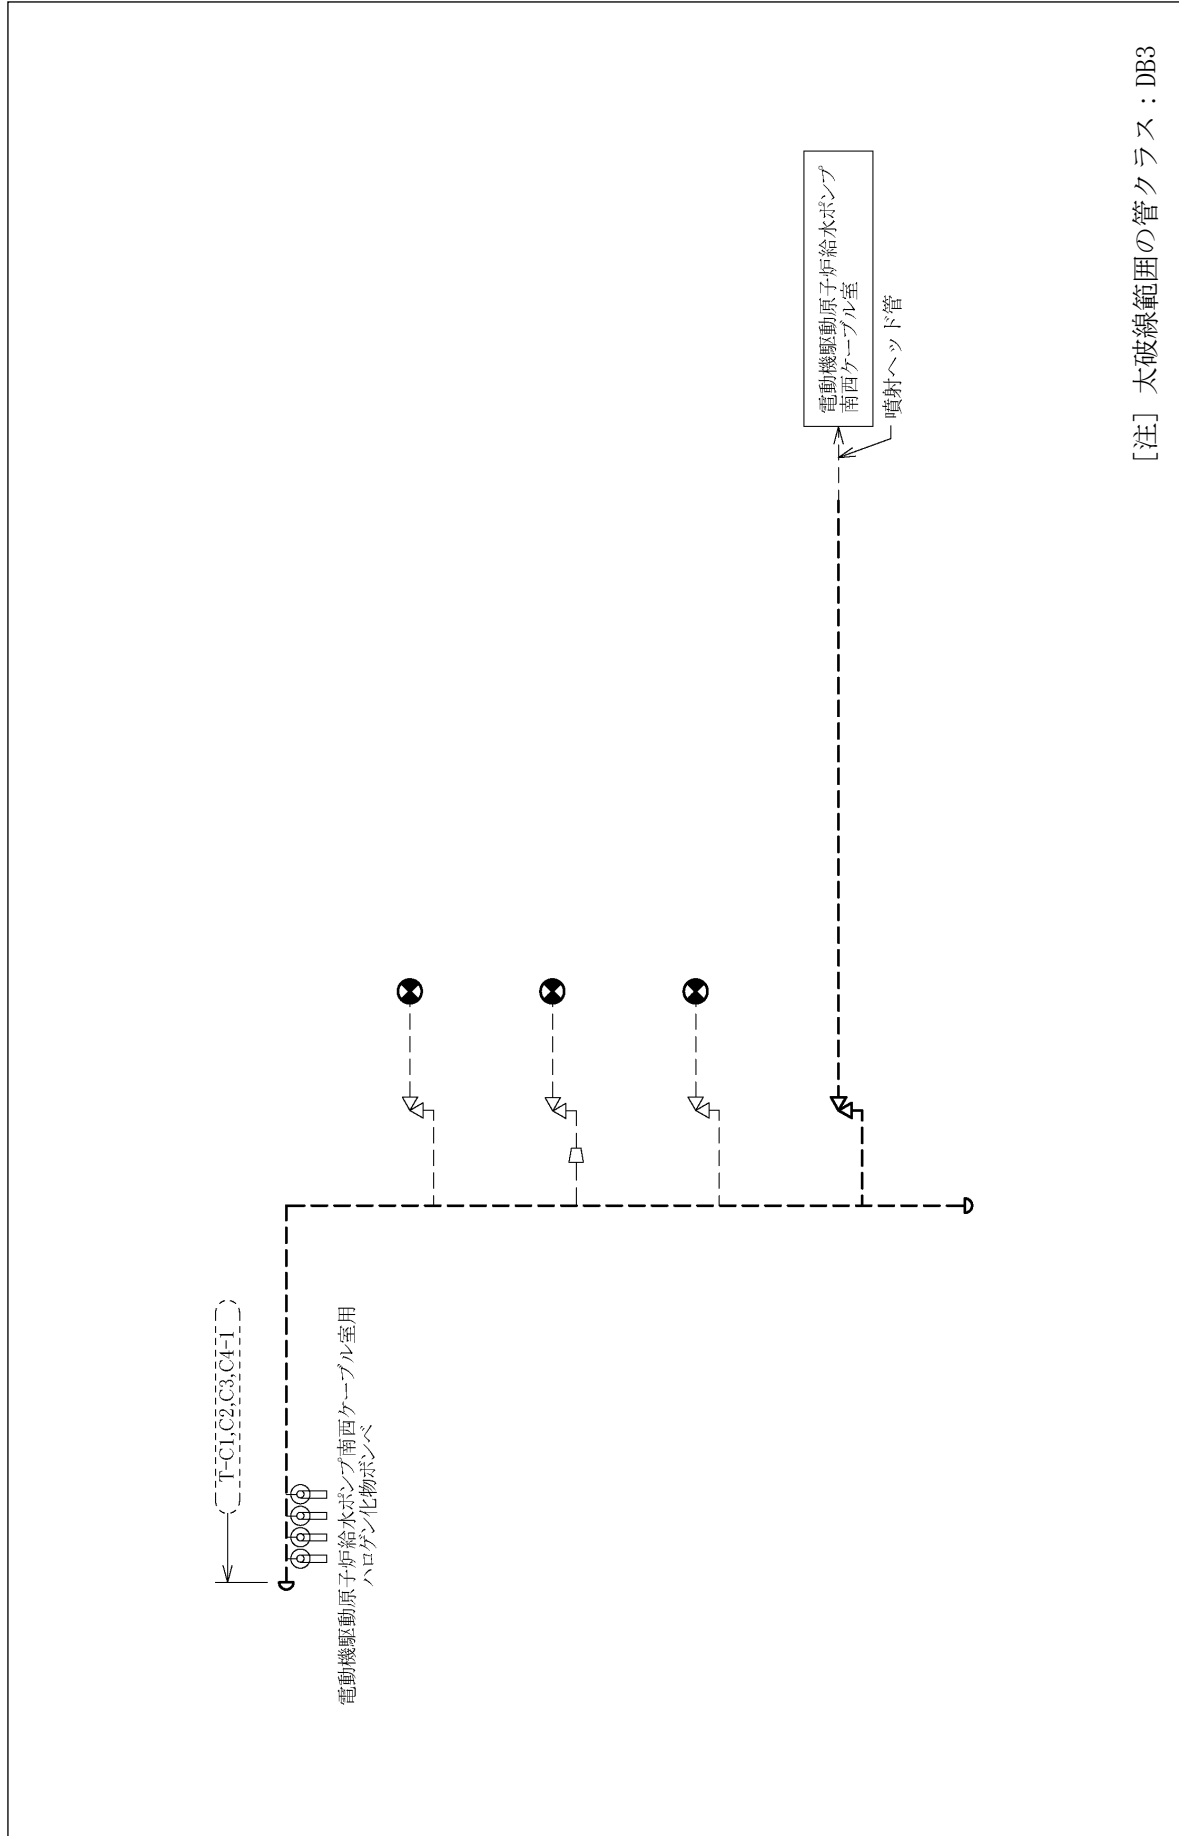 T-C1,C2,C3,C4-1
電動機駆動原子炉給水ポンプ南西ケーブル室用
ハロゲン化物ボンベ
電動機駆動原子炉給水ポンプ
南西ケーブル室
噴射ヘッド管
[注] 太破線範囲の管クラス：DB3